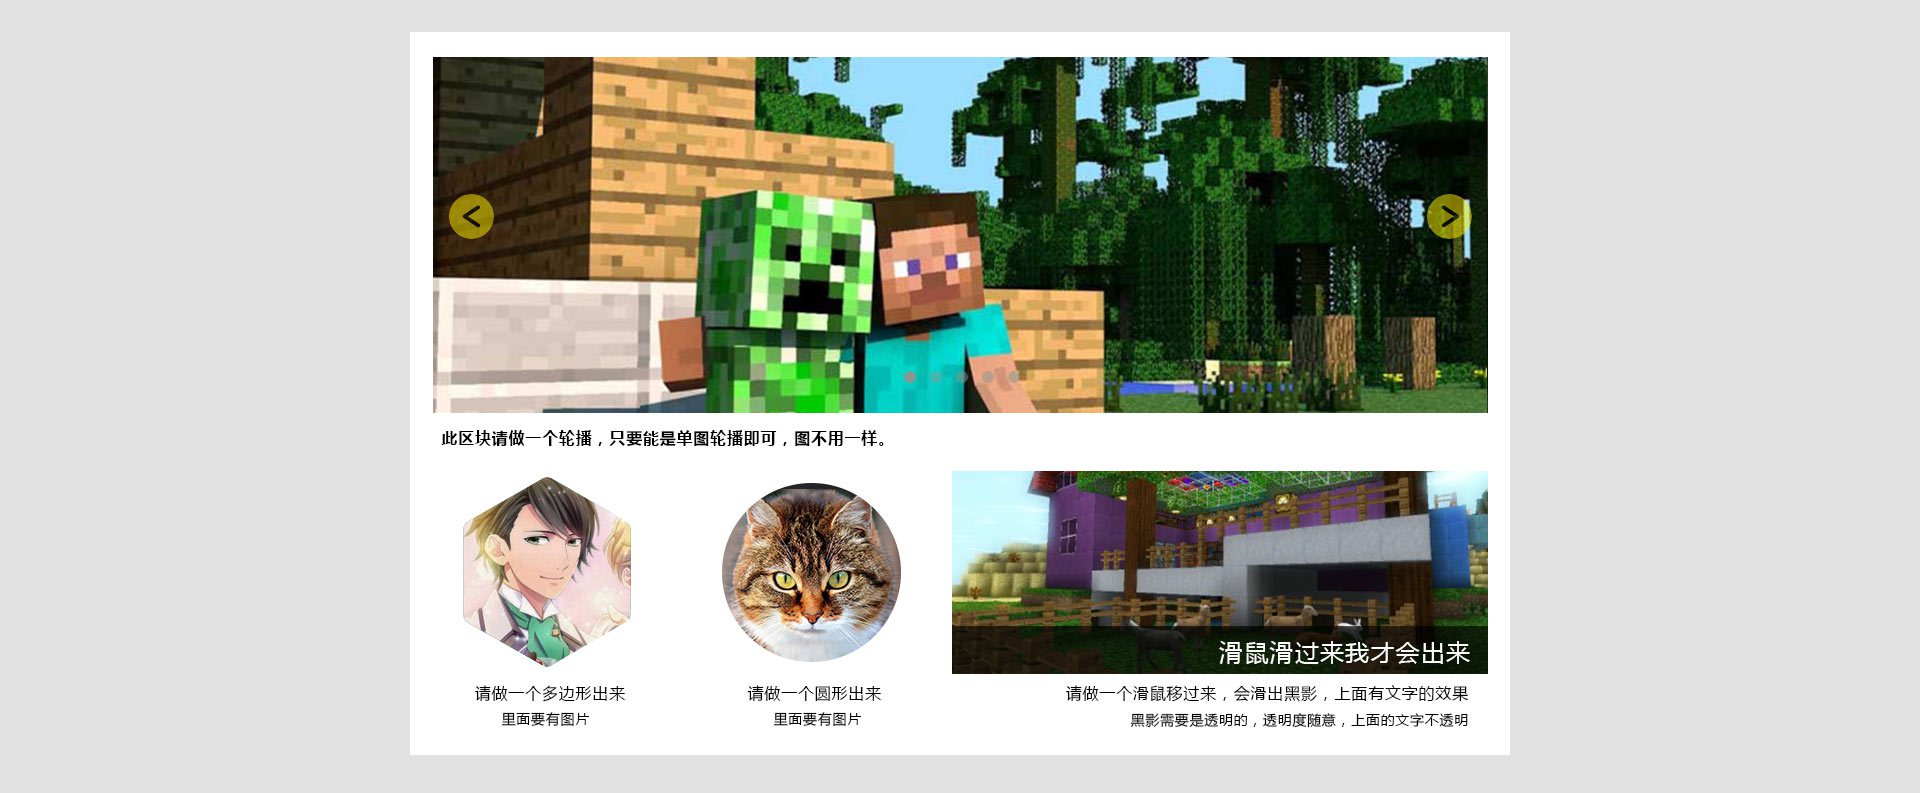 此区块请做一个轮播，只要能是单图轮播即可，图不用一样。
滑鼠滑过来我才会出来
请做一个多边形出来
里面要有图片
请做一个圆形出来
里面要有图片
请做一个滑鼠移过来，会滑出黑影，上面有文字的效果
黑影需要是透明的，透明度随意，上面的文字不透明